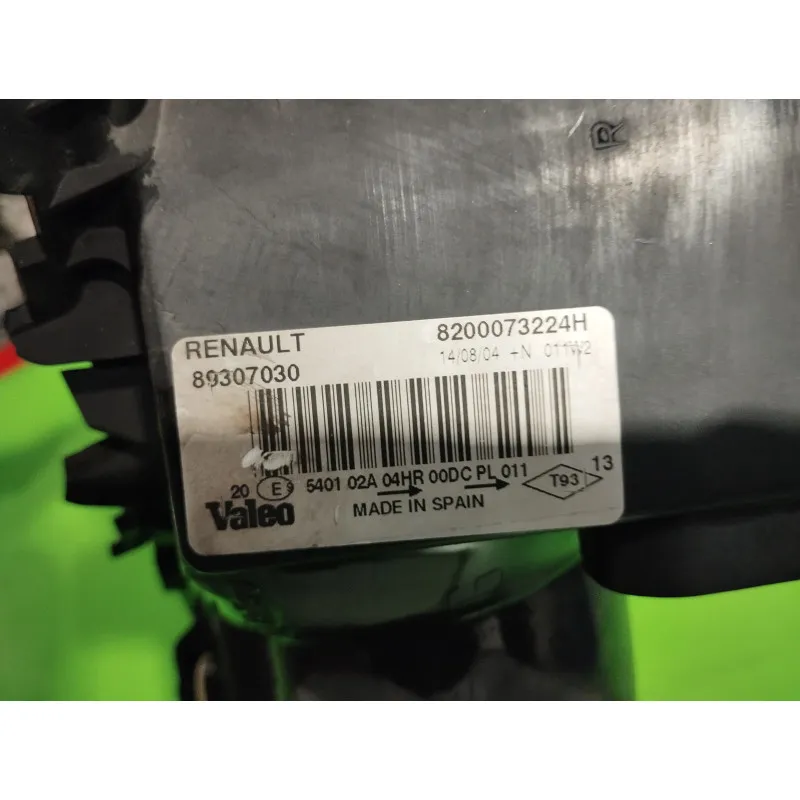 R
RENAULT 8200073224H
89307030 14/08/04 +N 011W2
20 E9 5401 02A 04HR 00DC PL 011 T93 13
Valeo MADE IN SPAIN